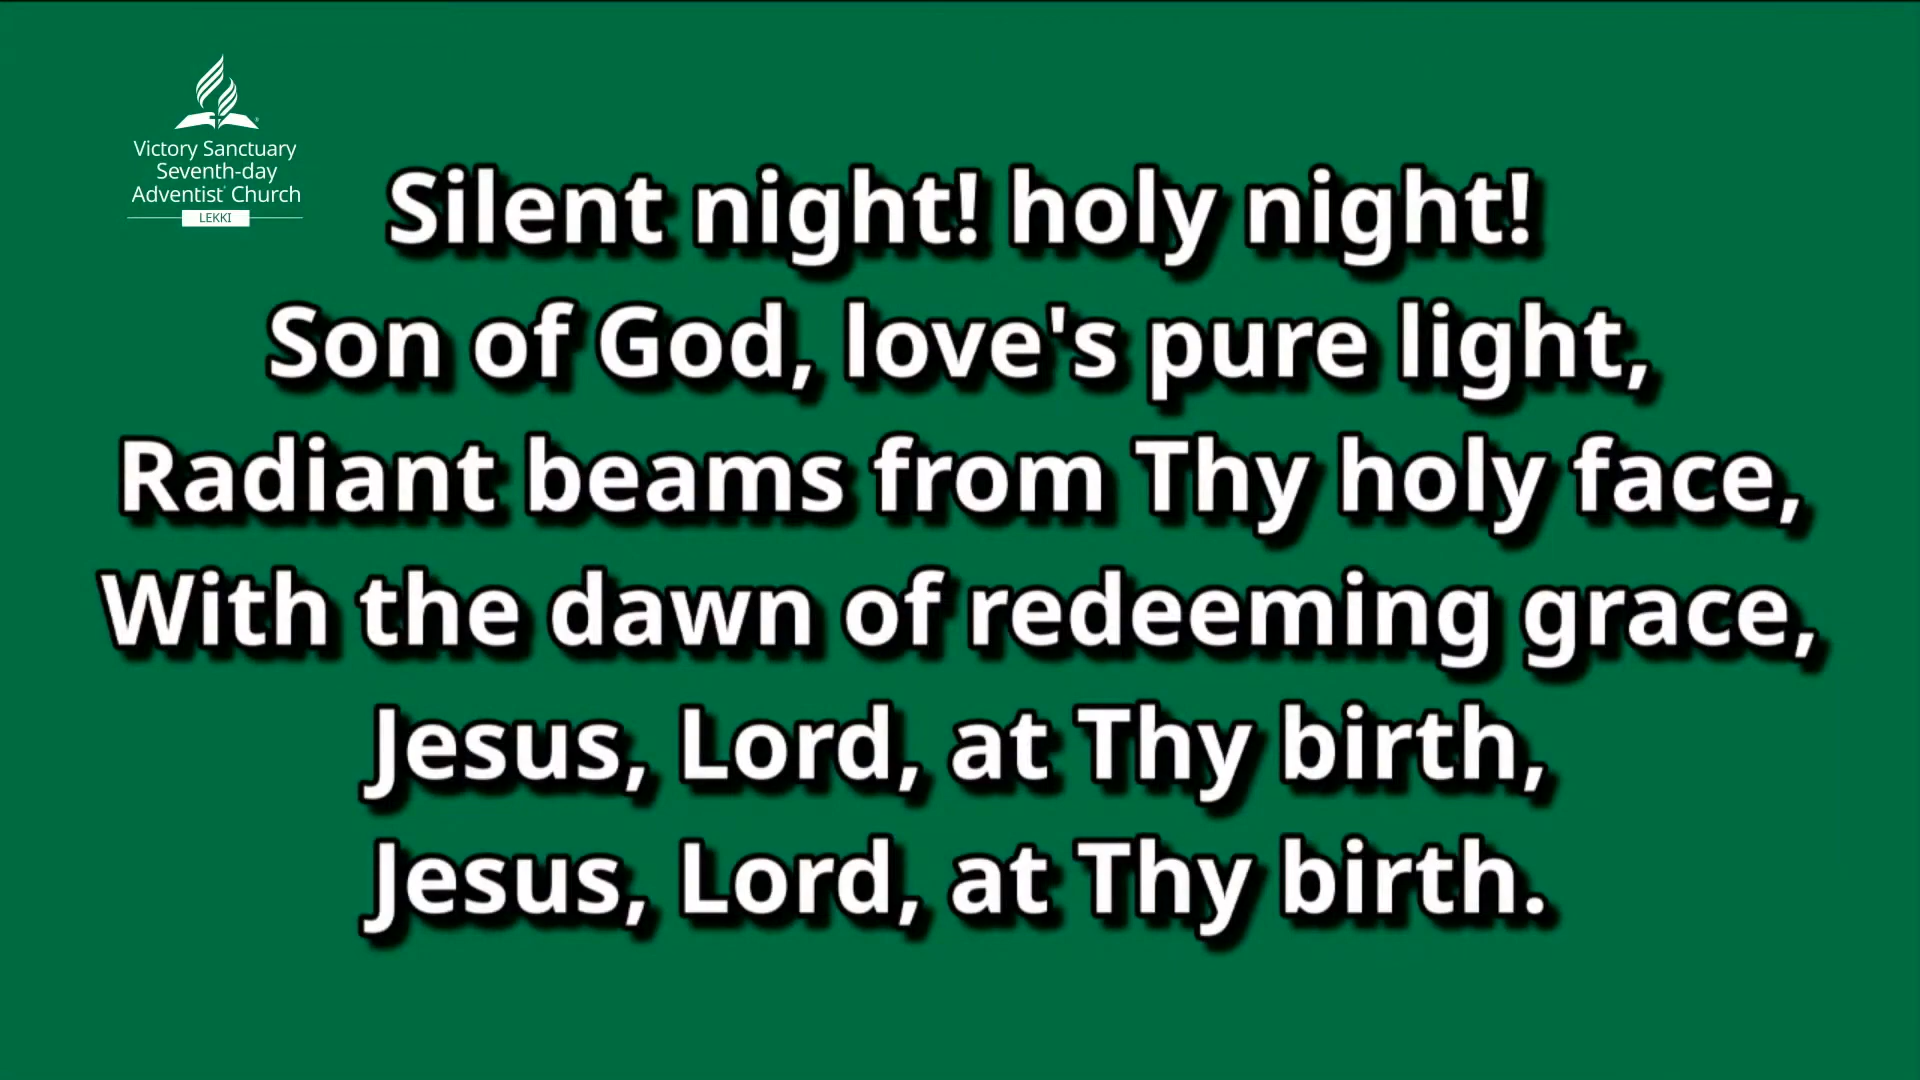 Victory Sanctuary
Seventh-day
Adventist Church
LEKKI
Silent night! holy night!
Son of God, love's pure light,
Radiant beams from Thy holy face,
With the dawn of redeeming grace,
Jesus, Lord, at Thy birth,
Jesus, Lord, at Thy birth.